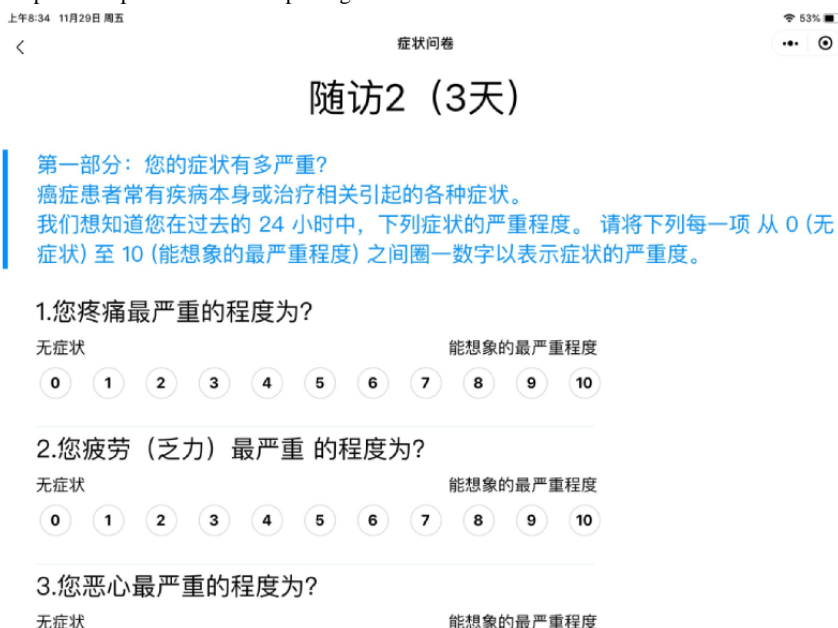 上午8:34 11月29日 周五
53%
症状问卷
随访2（3天）
第一部分：您的症状有多严重？
癌症患者常有疾病本身或治疗相关引起的各种症状。
我们想知道您在过去的 24 小时中，下列症状的严重程度。 请将下列每一项 从 0 (无
症状) 至 10 (能想象的最严重程度) 之间圈一数字以表示症状的严重度。
1.您疼痛最严重的程度为？
无症状 能想象的最严重程度
0 1 2 3 4 5 6 7 8 9 10
2.您疲劳（乏力）最严重 的程度为？
无症状 能想象的最严重程度
0 1 2 3 4 5 6 7 8 9 10
3.您恶心最严重的程度为？
无症状 能想象的最严重程度